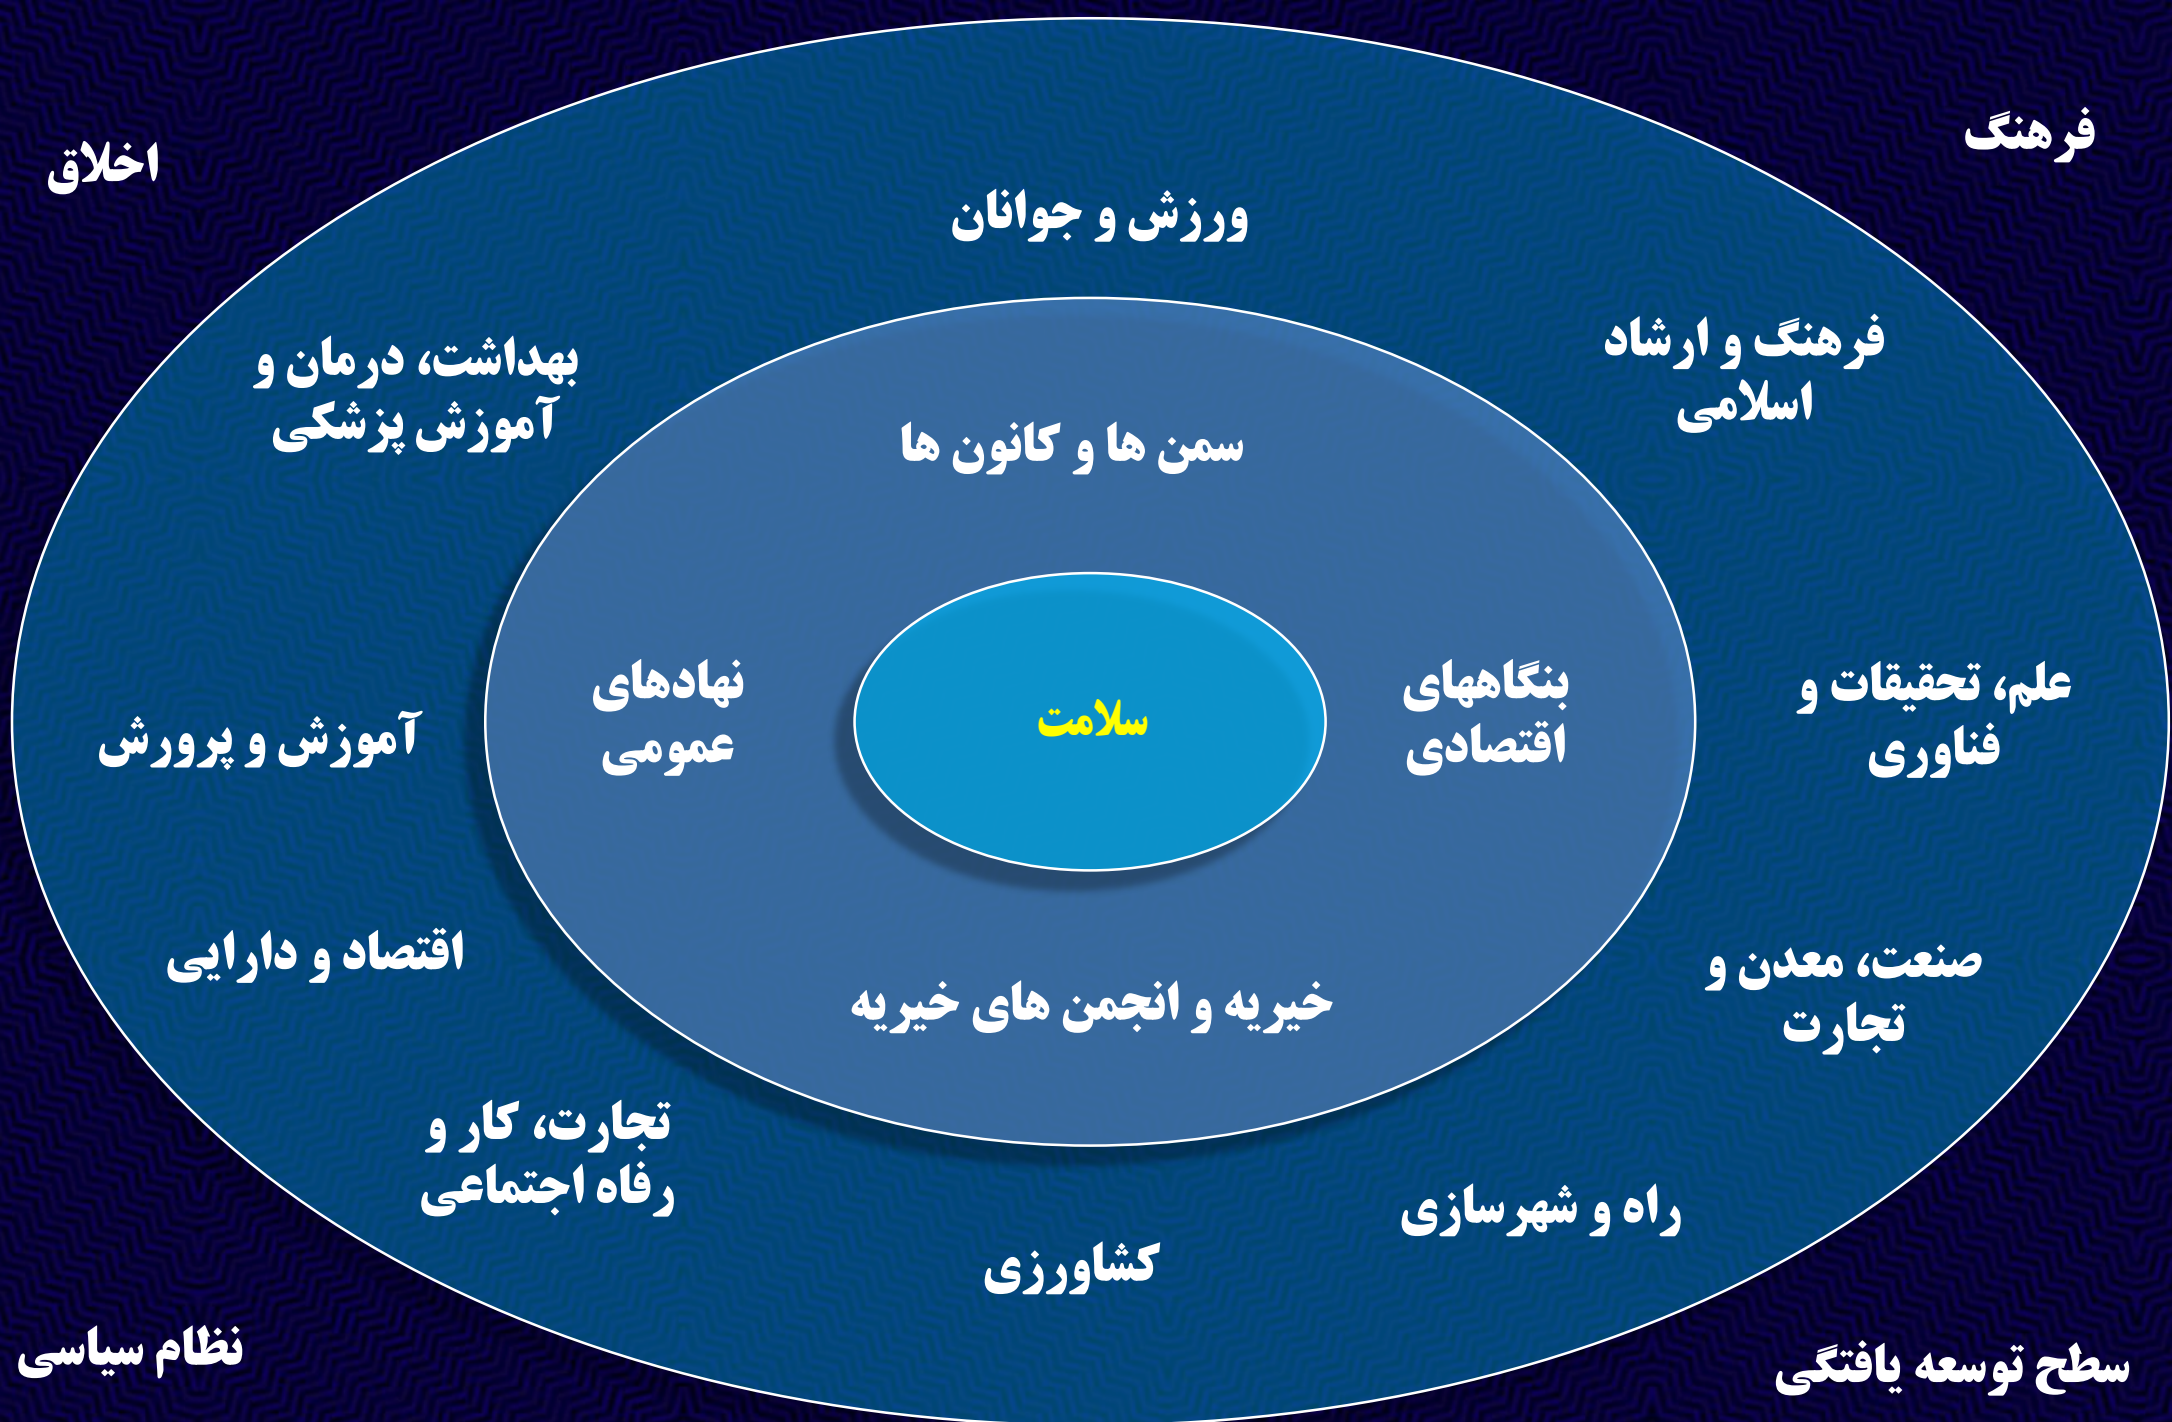 فرهنگ
اخلاق
ورزش و جوانان
فرهنگ و ارشاد
اسلامی
بهداشت، درمان و
آموزش پزشکی
سمن ها و کانون ها
علم، تحقیقات و
فناوری
بنگاههای
اقتصادی
سلامت
نهادهای
عمومی
آموزش و پرورش
صنعت، معدن و
تجارت
اقتصاد و دارایی
خیریه و انجمن های خیریه
تجارت، کار و
رفاه اجتماعی
راه و شهرسازی
کشاورزی
سطح توسعه یافتگی
نظام سیاسی